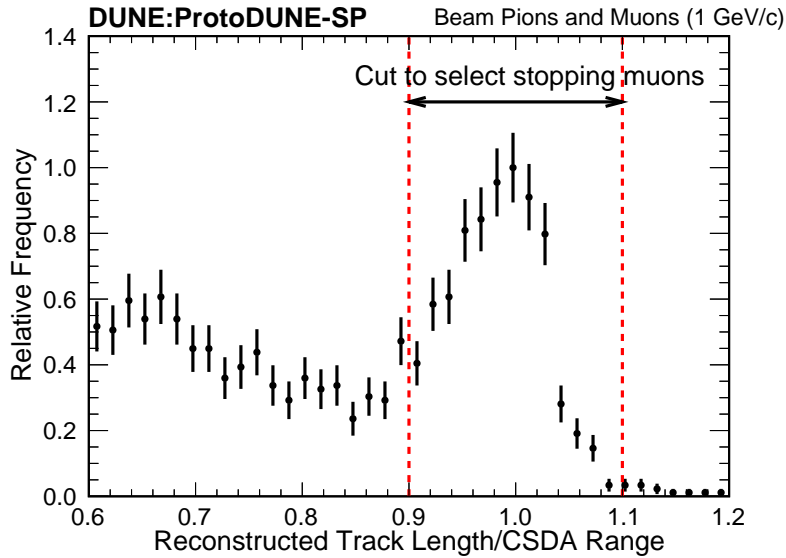 DUNE:ProtoDUNE-SP Beam Pions and Muons (1 GeV/c)
1.4
Cut to select stopping muons
1.2
1.0
0.8
0.6
0.4
0.2
0.0
Relative Frequency
0.6 0.7 0.8 0.9 1.0 1.1 1.2
Reconstructed Track Length/CSDA Range